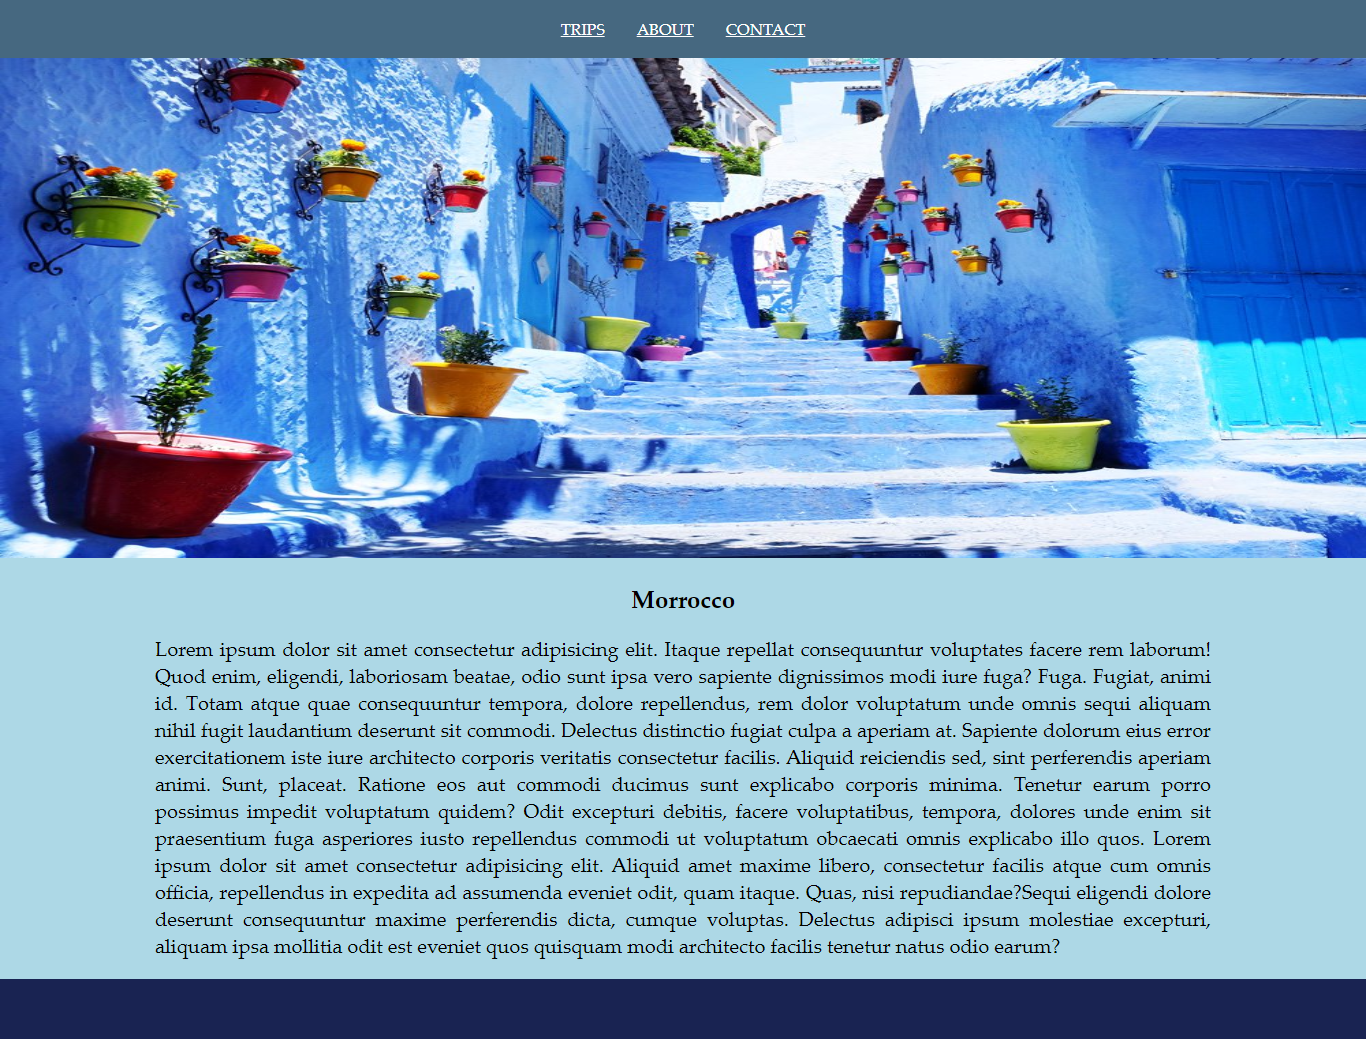 TRIPS ABOUT CONTACT
Morrocco
Lorem ipsum dolor sit amet consectetur adipisicing elit. Itaque repellat consequuntur voluptates facere rem laborum!
Quod enim, eligendi, laboriosam beatae, odio sunt ipsa vero sapiente dignissimos modi iure fuga? Fuga. Fugiat, animi
id. Totam atque quae consequuntur tempora, dolore repellendus, rem dolor voluptatum unde omnis sequi aliquam
nihil fugit laudantium deserunt sit commodi. Delectus distinctio fugiat culpa a aperiam at. Sapiente dolorum eius error
exercitationem iste iure architecto corporis veritatis consectetur facilis. Aliquid reiciendis sed, sint perferendis aperiam
animi. Sunt, placeat. Ratione eos aut commodi ducimus sunt explicabo corporis minima. Tenetur earum porro
possimus impedit voluptatum quidem? Odit excepturi debitis, facere voluptatibus, tempora, dolores unde enim sit
praesentium fuga asperiores iusto repellendus commodi ut voluptatum obcaecati omnis explicabo illo quos. Lorem
ipsum dolor sit amet consectetur adipisicing elit. Aliquid amet maxime libero, consectetur facilis atque cum omnis
officia, repellendus in expedita ad assumenda eveniet odit, quam itaque. Quas, nisi repudiandae?Sequi eligendi dolore
deserunt consequuntur maxime perferendis dicta, cumque voluptas. Delectus adipisci ipsum molestiae excepturi,
aliquam ipsa mollitia odit est eveniet quos quisquam modi architecto facilis tenetur natus odio earum?